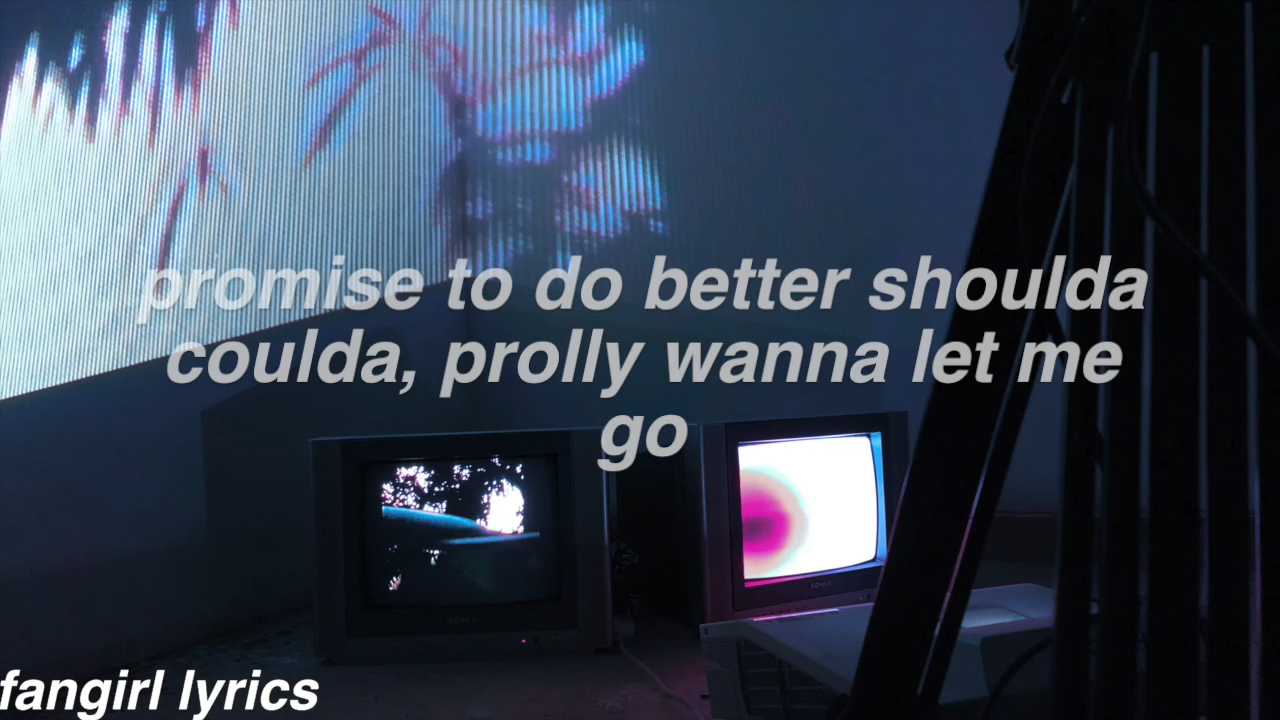 promise to do better shoulda
coulda, prolly wanna let me
go
fangirl lyrics